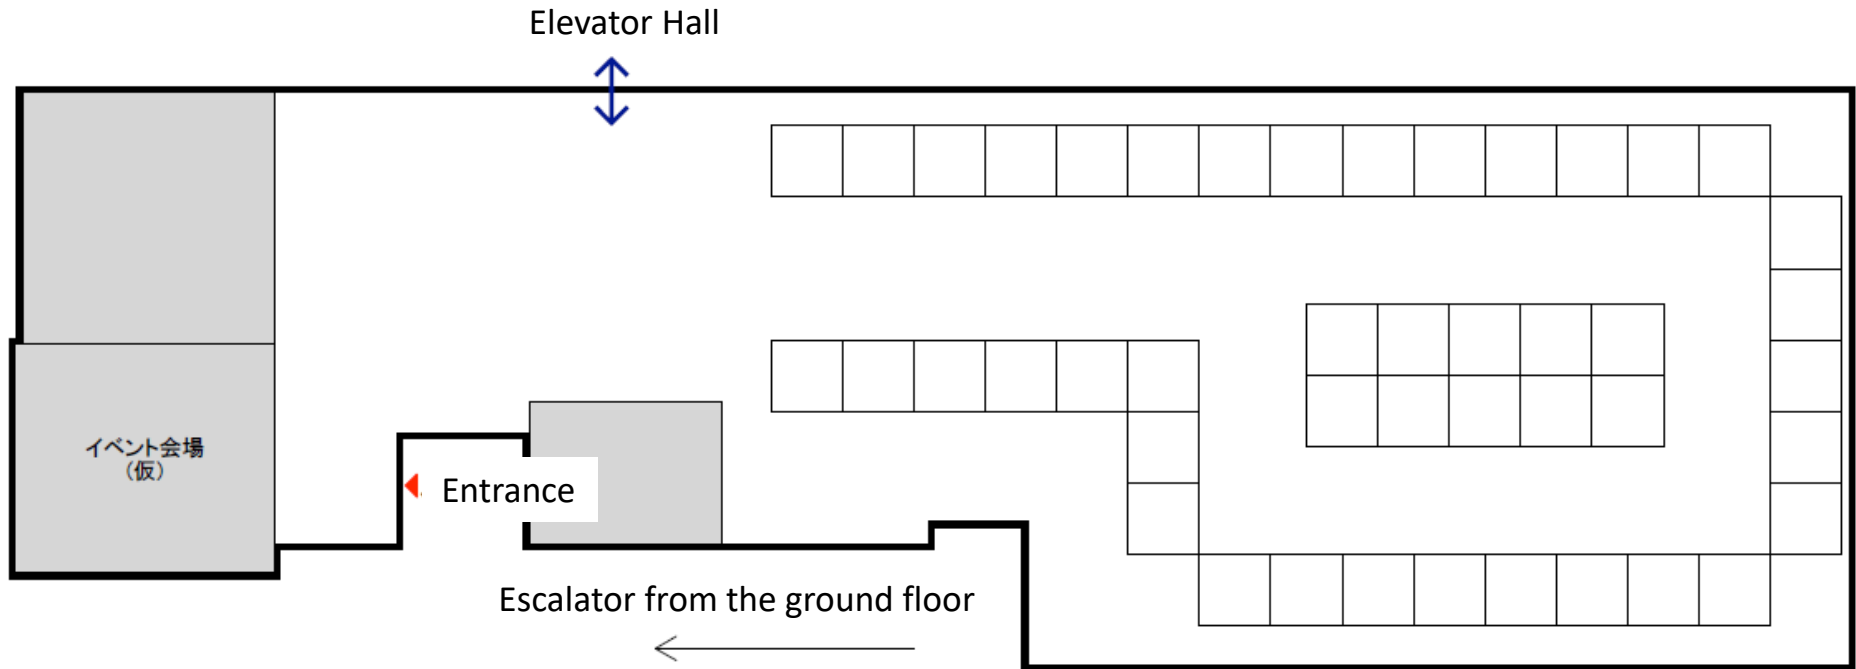 Elevator Hall
イベント会場
（仮）
Entrance
Escalator from the ground floor